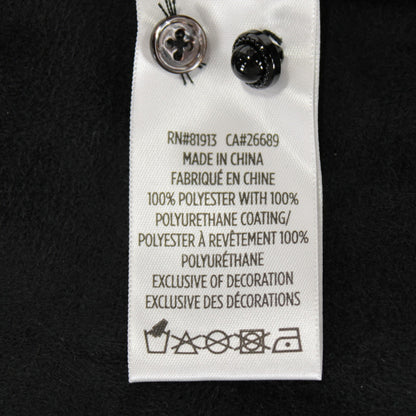 RN#81913 CA#26689
MADE IN CHINA
FABRIQUÉ EN CHINE
100% POLYESTER WITH 100%
POLYURETHANE COATING/
POLYESTER À REVÊTEMENT 100%
POLYURÉTHANE
EXCLUSIVE OF DECORATION
EXCLUSIVE DES DÉCORATIONS